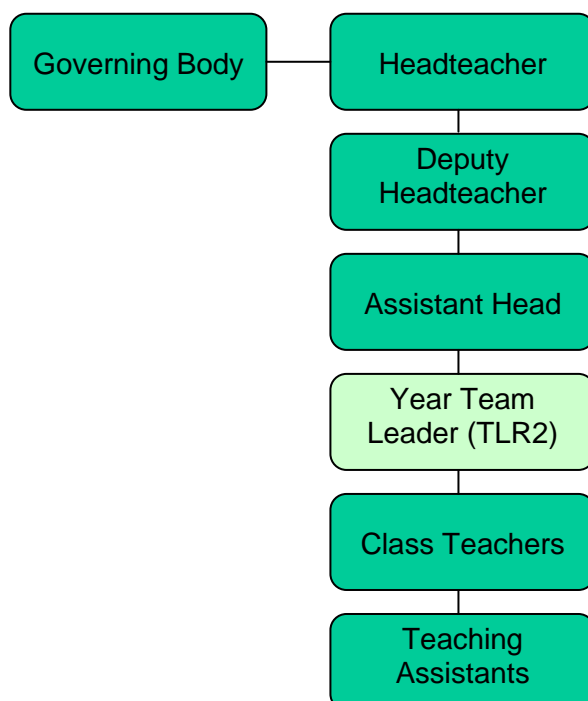 Governing Body
Headteacher
Deputy
Headteacher
Assistant Head
Year Team
Leader (TLR2)
Class Teachers
Teaching
Assistants